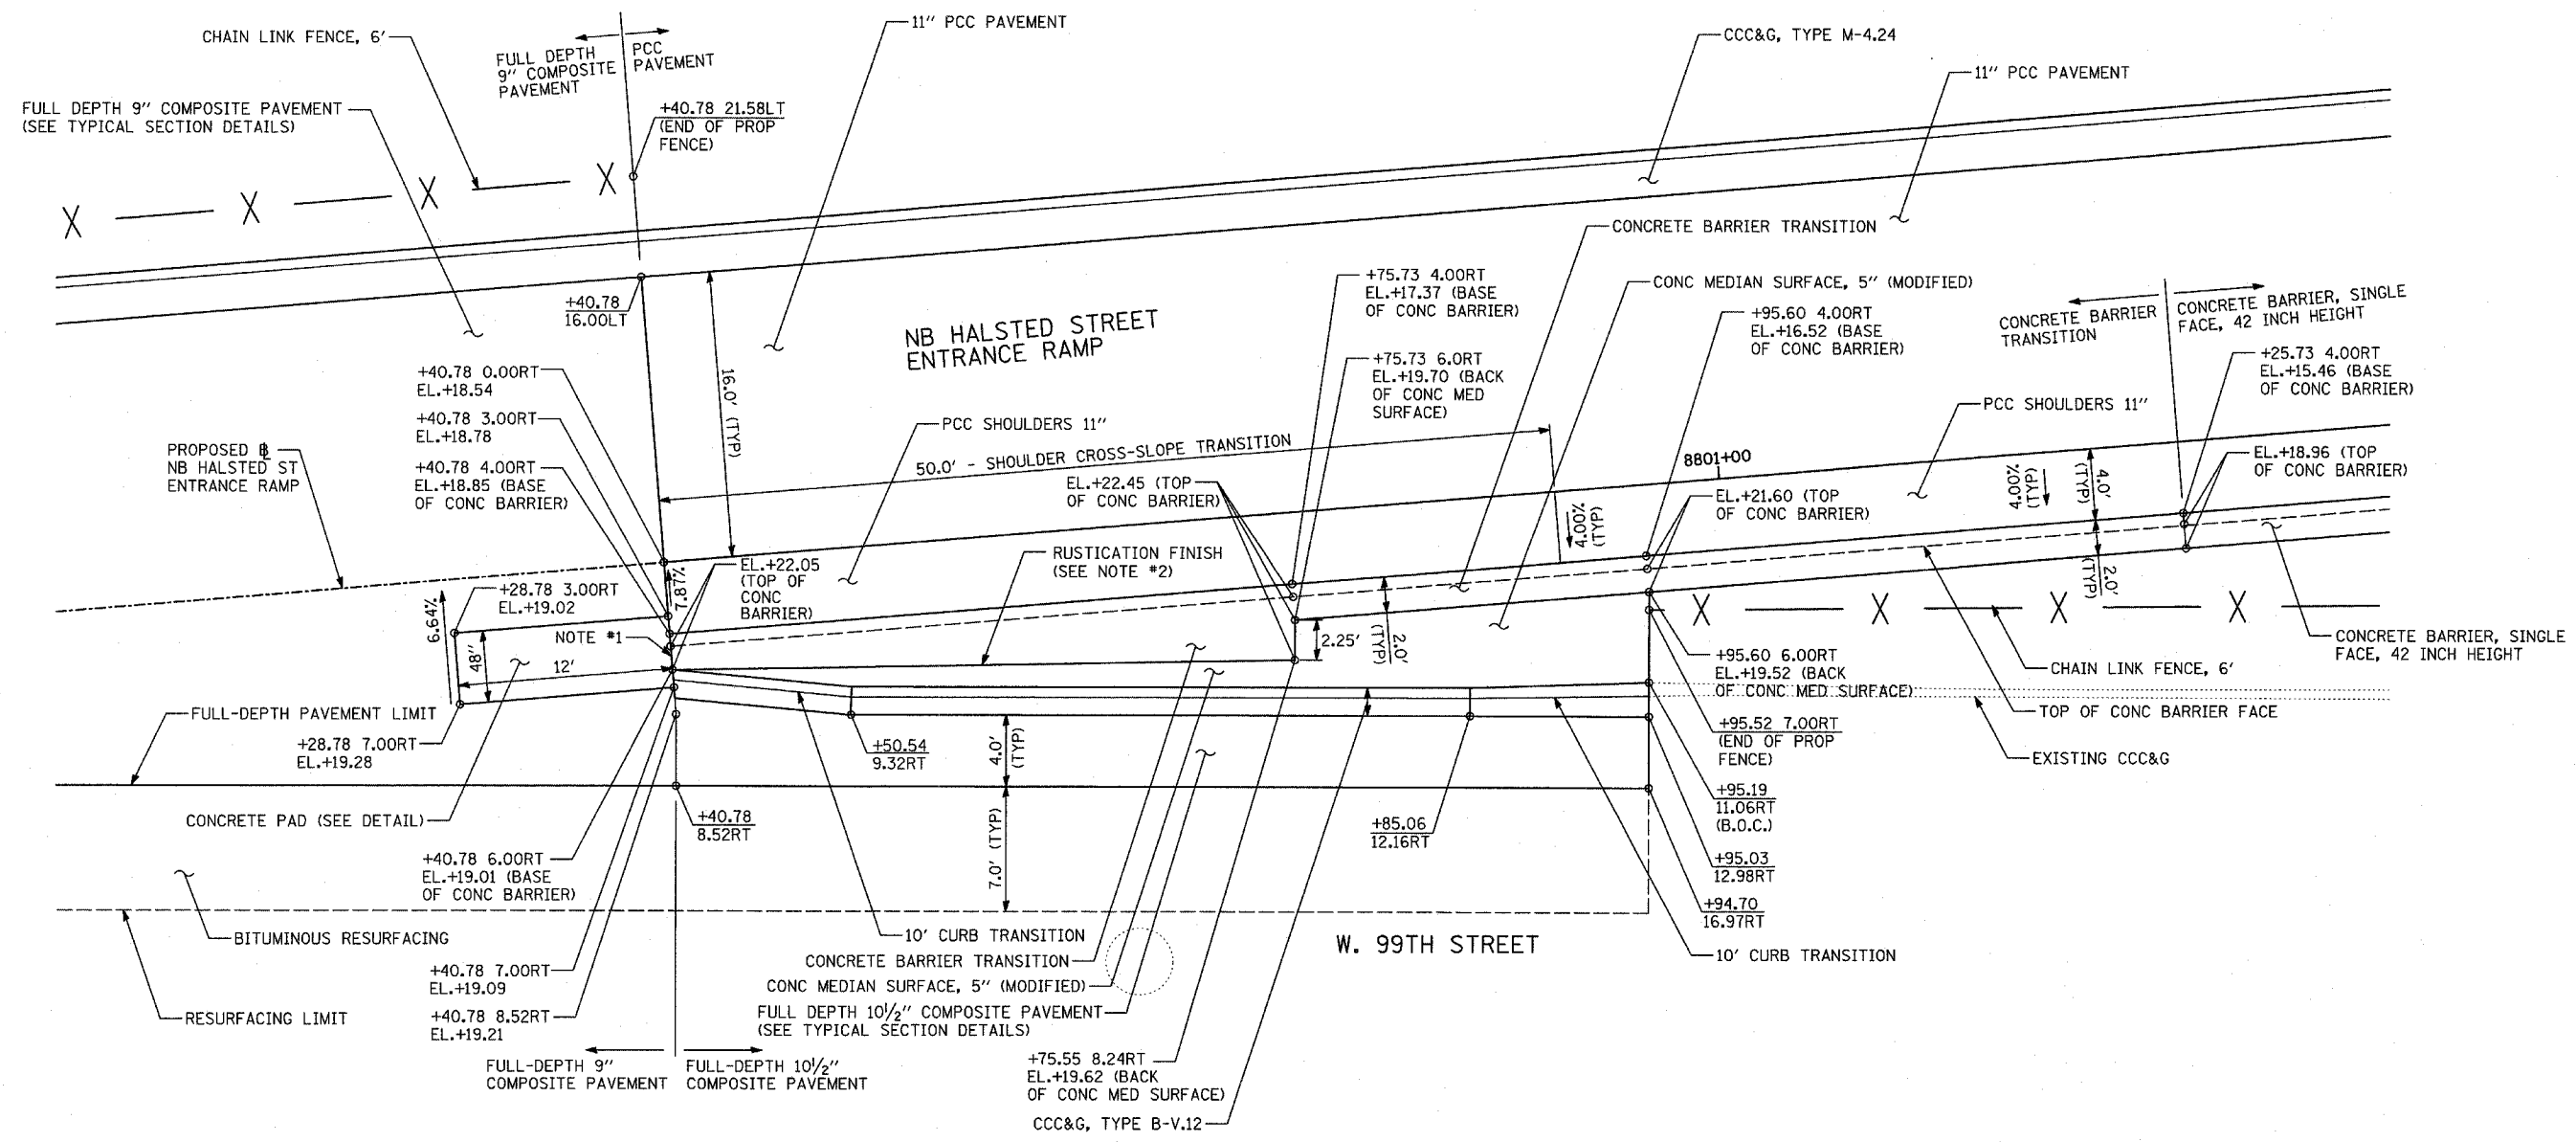 CHAIN LINK FENCE, 6'
FULL DEPTH
9" COMPOSITE
PAVEMENT
PCC
PAVEMENT
11" PCC PAVEMENT
CCC&G, TYPE M-4.24
11" PCC PAVEMENT
FULL DEPTH 9" COMPOSITE PAVEMENT
(SEE TYPICAL SECTION DETAILS)
+40.78 21.58LT
(END OF PROP
FENCE)
CONCRETE BARRIER TRANSITION
+40.78
16.00LT
NB HALSTED STREET
ENTRANCE RAMP
+75.73 4.00RT
EL.+17.37 (BASE
OF CONC BARRIER)
CONC MEDIAN SURFACE, 5" (MODIFIED)
+95.60 4.00RT
EL.+16.52 (BASE
OF CONC BARRIER)
CONCRETE BARRIER
TRANSITION
CONCRETE BARRIER, SINGLE
FACE, 42 INCH HEIGHT
+75.73 6.0RT
EL.+19.70 (BACK
OF CONC MED
SURFACE)
+25.73 4.00RT
EL.+15.46 (BASE
OF CONC BARRIER)
+40.78 0.00RT
EL.+18.54
16.0' (TYP)
+40.78 3.00RT
EL.+18.78
PCC SHOULDERS 11"
PCC SHOULDERS 11"
PROPOSED B
NB HALSTED ST
ENTRANCE RAMP
+40.78 4.00RT
EL.+18.85 (BASE
OF CONC BARRIER)
50.0' - SHOULDER CROSS-SLOPE TRANSITION
8801+00
EL.+22.45 (TOP
OF CONC BARRIER)
EL.+21.60 (TOP
OF CONC BARRIER)
4.00%
(TYP)
4.00%
(TYP)
4.0'
(TYP)
EL.+18.96 (TOP
OF CONC BARRIER)
RUSTICATION FINISH
(SEE NOTE #2)
EL.+22.05
(TOP OF
CONC
BARRIER)
7.87%
+28.78 3.00RT
EL.+19.02
6.64%
NOTE #1
48"
12'
2.25'
2.0'
(TYP)
2.0'
(TYP)
CONCRETE BARRIER, SINGLE
FACE, 42 INCH HEIGHT
+95.60 6.00RT
EL.+19.52 (BACK
OF CONC MED SURFACE)
CHAIN LINK FENCE, 6'
TOP OF CONC BARRIER FACE
FULL-DEPTH PAVEMENT LIMIT
+28.78 7.00RT
EL.+19.28
+50.54
9.32RT
4.0'
(TYP)
+95.52 7.00RT
(END OF PROP
FENCE)
EXISTING CCC&G
+95.19
11.06RT
(B.O.C.)
CONCRETE PAD (SEE DETAIL)
+40.78
8.52RT
+85.06
12.16RT
7.0' (TYP)
+40.78 6.00RT
EL.+19.01 (BASE
OF CONC BARRIER)
+95.03
12.98RT
+94.70
16.97RT
BITUMINOUS RESURFACING
10' CURB TRANSITION
W. 99TH STREET
10' CURB TRANSITION
CONCRETE BARRIER TRANSITION
+40.78 7.00RT
EL.+19.09
CONC MEDIAN SURFACE, 5" (MODIFIED)
RESURFACING LIMIT
+40.78 8.52RT
EL.+19.21
FULL DEPTH 10 1/2" COMPOSITE PAVEMENT
(SEE TYPICAL SECTION DETAILS)
FULL-DEPTH 9"
COMPOSITE PAVEMENT
FULL-DEPTH 10 1/2"
COMPOSITE PAVEMENT
+75.55 8.24RT
EL.+19.62 (BACK
OF CONC MED SURFACE)
CCC&G, TYPE B-V.12